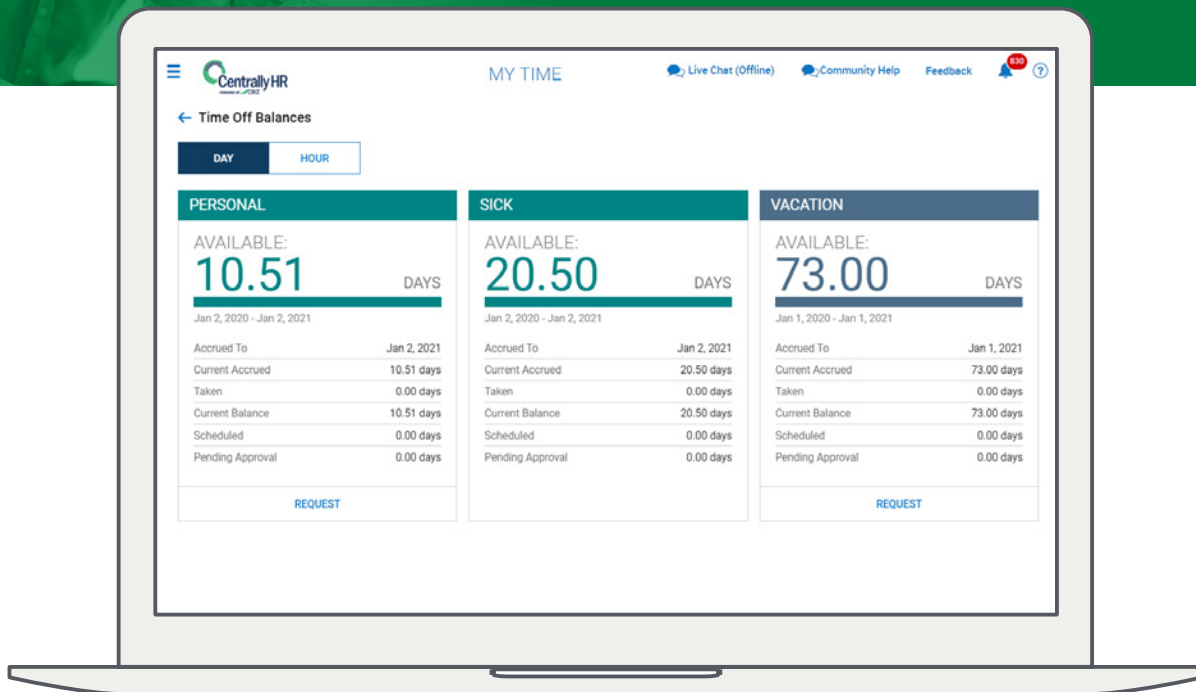 Centrally HR
POWERED BY CBIZ
MY TIME
Live Chat (Offline)
Community Help
Feedback
830
?
Time Off Balances
DAY
HOUR
PERSONAL
AVAILABLE:
10.51 DAYS
Jan 2, 2020 - Jan 2, 2021
Accrued To Jan 2, 2021
Current Accrued 10.51 days
Taken 0.00 days
Current Balance 10.51 days
Scheduled 0.00 days
Pending Approval 0.00 days
REQUEST
SICK
AVAILABLE:
20.50 DAYS
Jan 2, 2020 - Jan 2, 2021
Accrued To Jan 2, 2021
Current Accrued 20.50 days
Taken 0.00 days
Current Balance 20.50 days
Scheduled 0.00 days
Pending Approval 0.00 days
VACATION
AVAILABLE:
73.00 DAYS
Jan 1, 2020 - Jan 1, 2021
Accrued To Jan 1, 2021
Current Accrued 73.00 days
Taken 0.00 days
Current Balance 73.00 days
Scheduled 0.00 days
Pending Approval 0.00 days
REQUEST